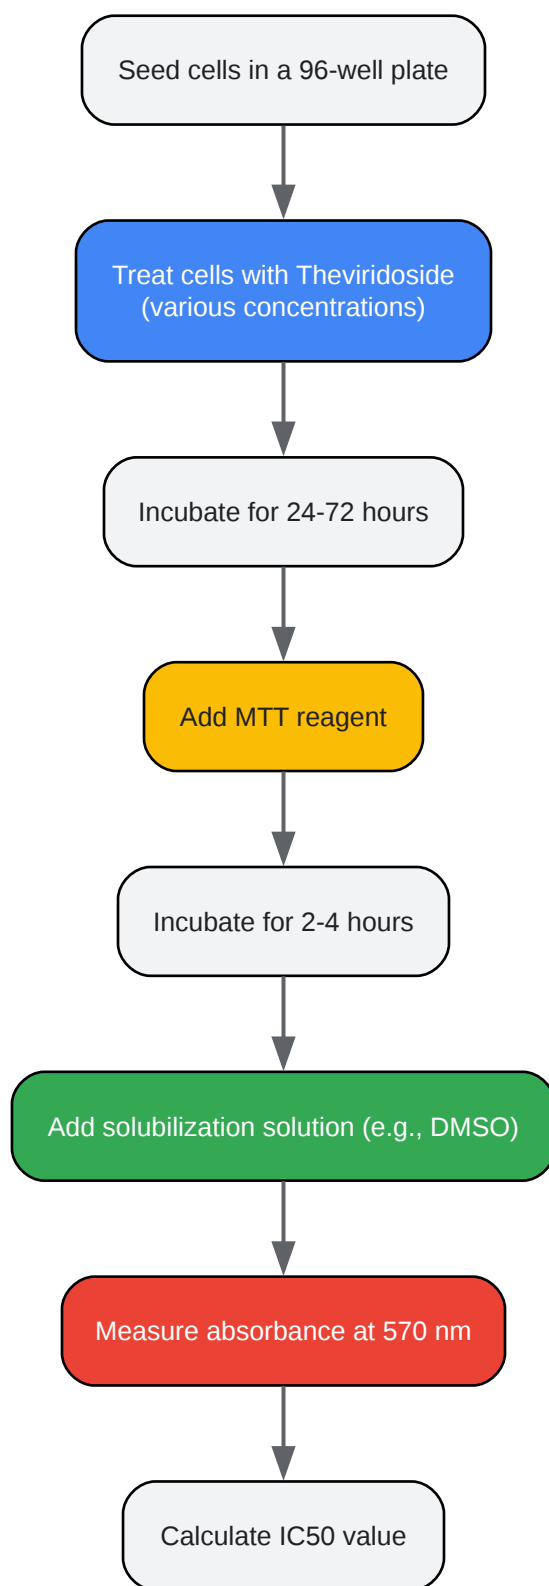 Seed cells in a 96-well plate
Treat cells with Theviridoside
(various concentrations)
Incubate for 24-72 hours
Add MTT reagent
Incubate for 2-4 hours
Add solubilization solution (e.g., DMSO)
Measure absorbance at 570 nm
Calculate IC50 value